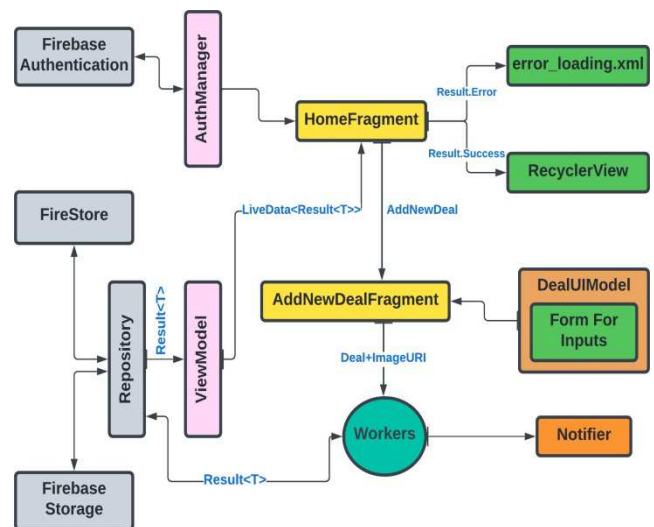 Firebase
Authentication
AuthManager
HomeFragment
error_loading.xml
Result.Error
Result.Success
RecyclerView
FireStore
LiveData<Result<T>>
AddNewDeal
Repository
Result<T>
ViewModel
AddNewDealFragment
DealUIModel
Form For
Inputs
Deal+ImageURI
Workers
Notifier
Result<T>
Firebase
Storage